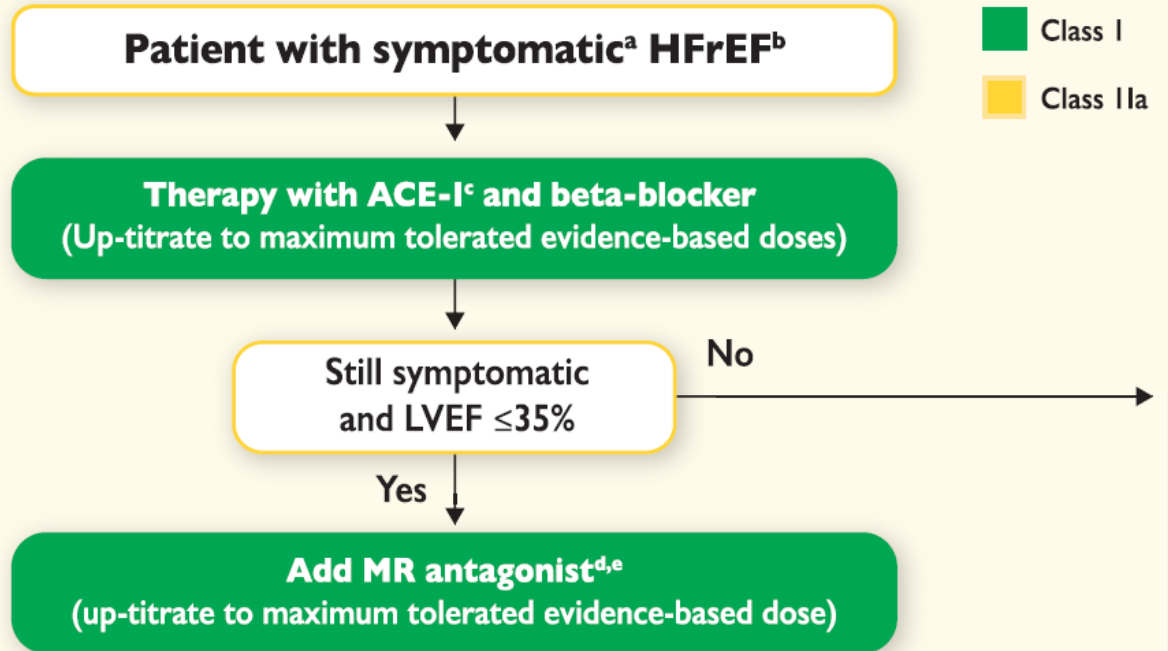 Patient with symptomaticᵃ HFrEFᵇ
Class I
Class IIa
Therapy with ACE-Iᶜ and beta-blocker
(Up-titrate to maximum tolerated evidence-based doses)
Still symptomatic
and LVEF ≤35%
No
Yes
Add MR antagonistᵈ,ᵉ
(up-titrate to maximum tolerated evidence-based dose)